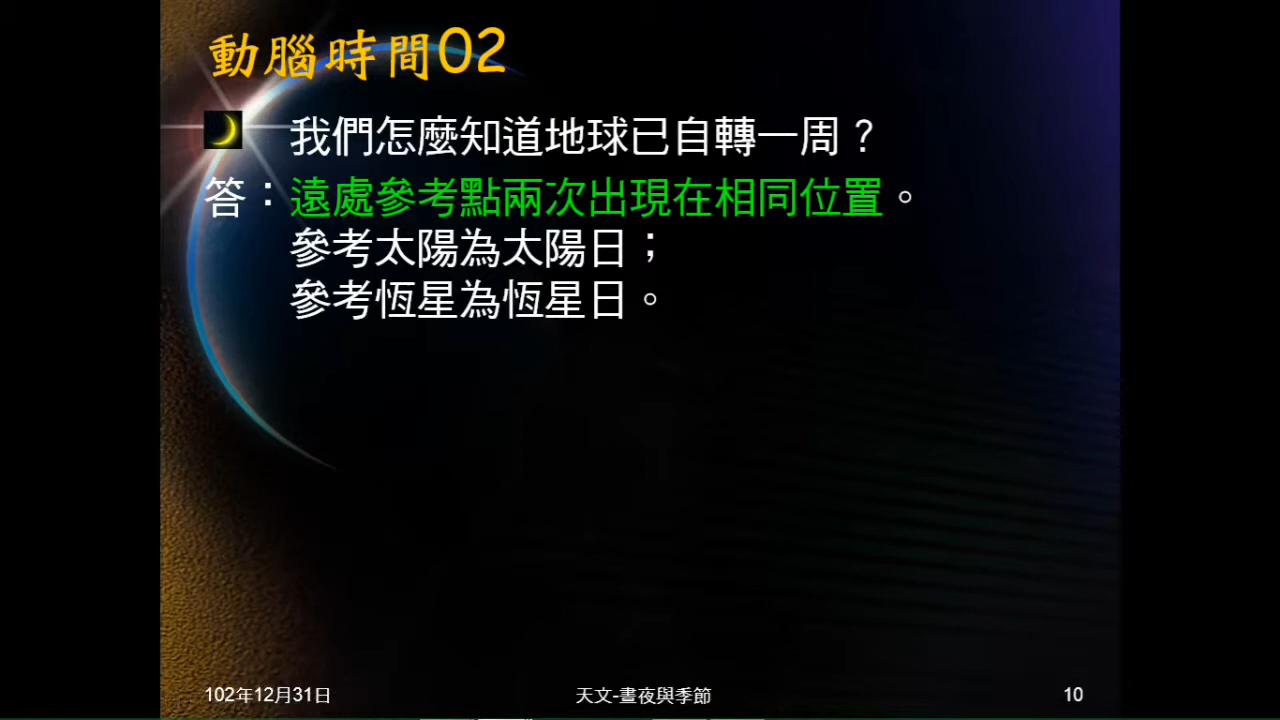 動腦時間02
我們怎麼知道地球已自轉一周？
答：遠處參考點兩次出現在相同位置。
參考太陽為太陽日；
參考恆星為恆星日。
102年12月31日
天文-晝夜與季節
10